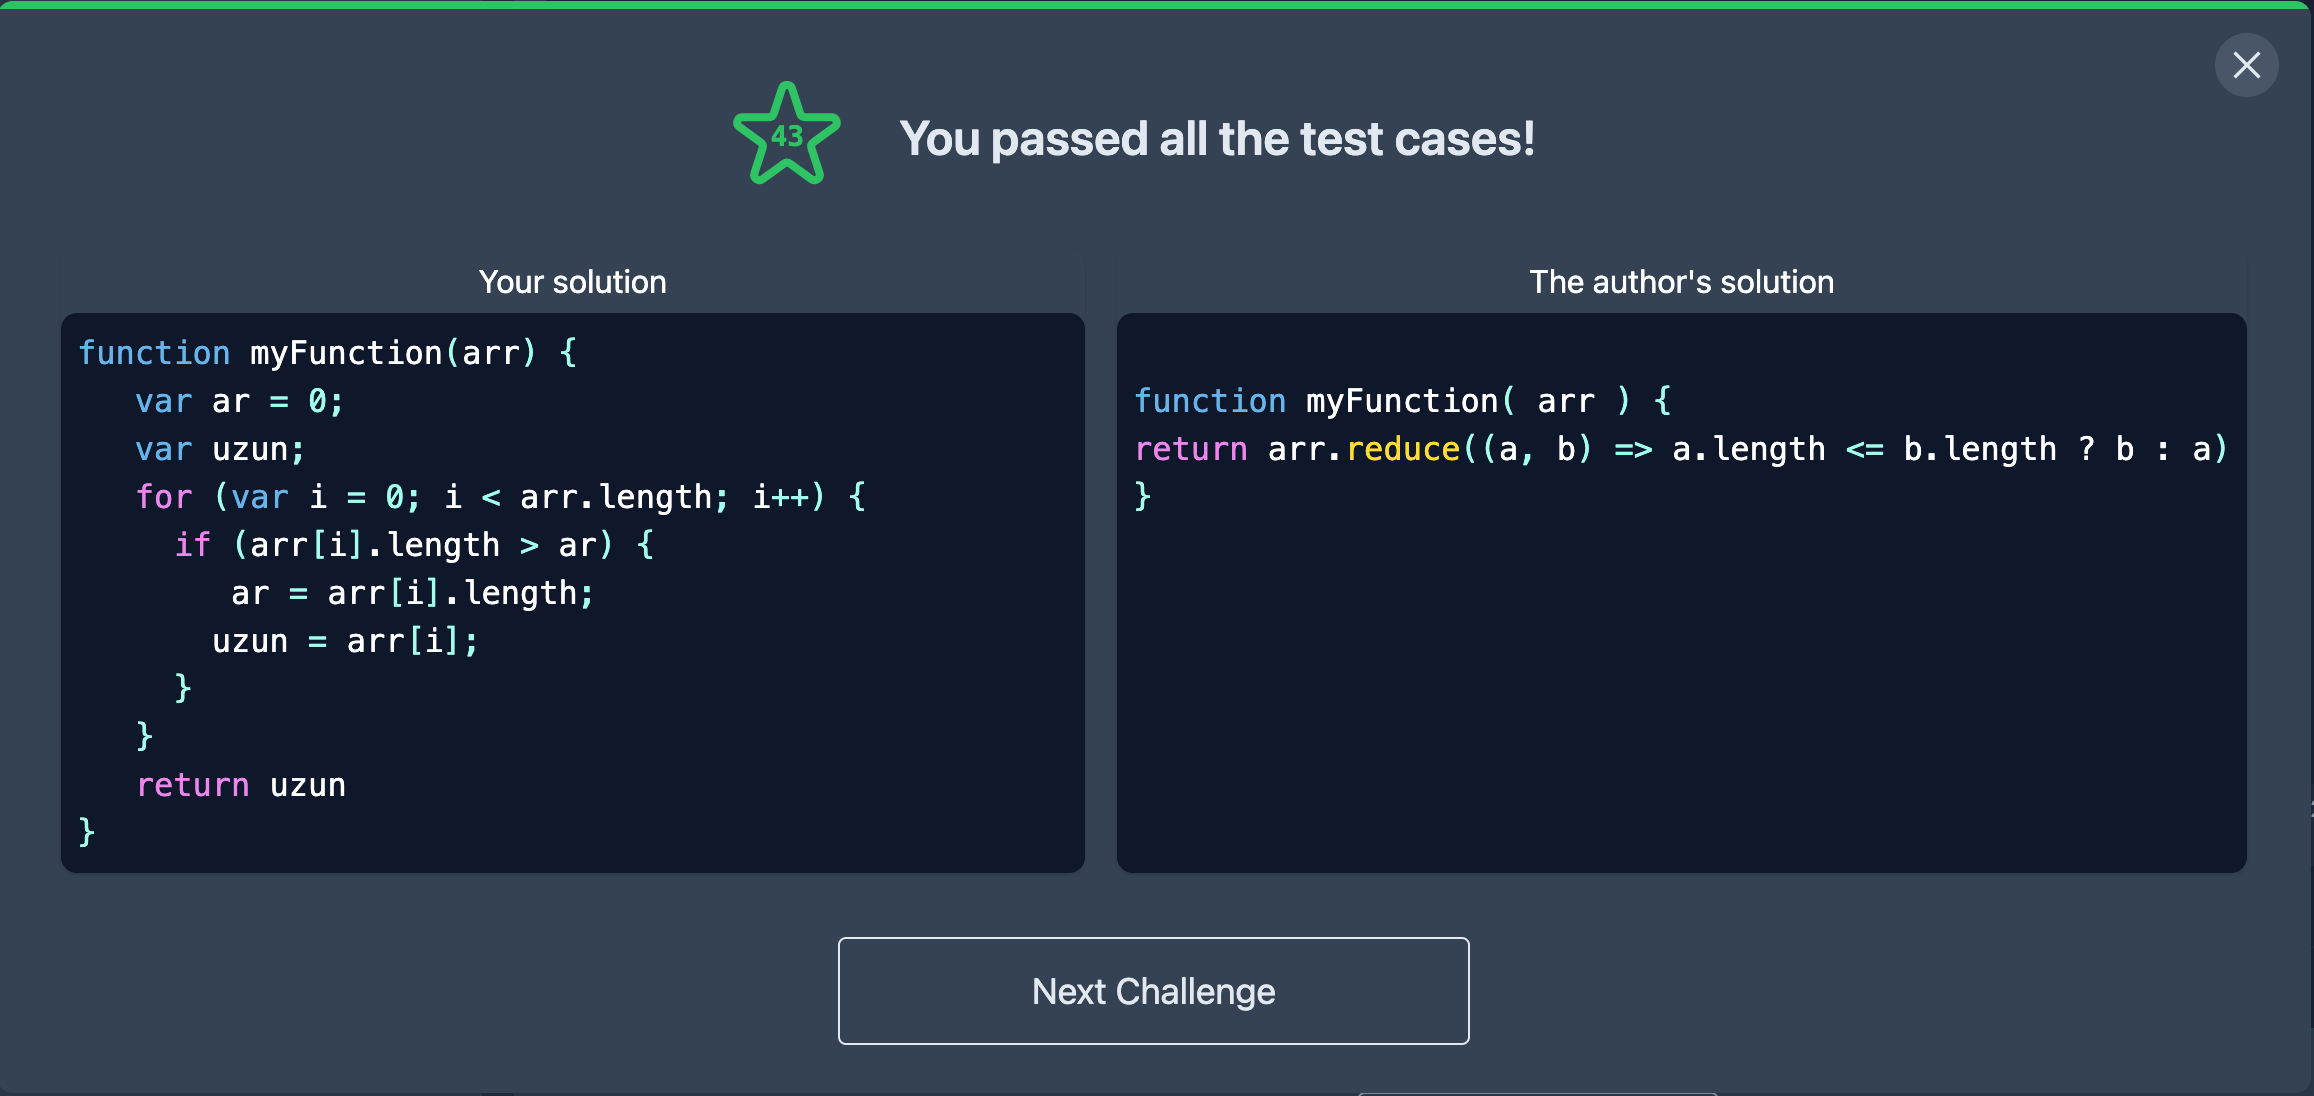 43
You passed all the test cases!
Your solution
function myFunction(arr) {
   var ar = 0;
   var uzun;
   for (var i = 0; i < arr.length; i++) {
     if (arr[i].length > ar) {
        ar = arr[i].length;
       uzun = arr[i];
     }
   }
   return uzun
}
The author's solution
function myFunction( arr ) {
return arr.reduce((a, b) => a.length <= b.length ? b : a)
}
Next Challenge